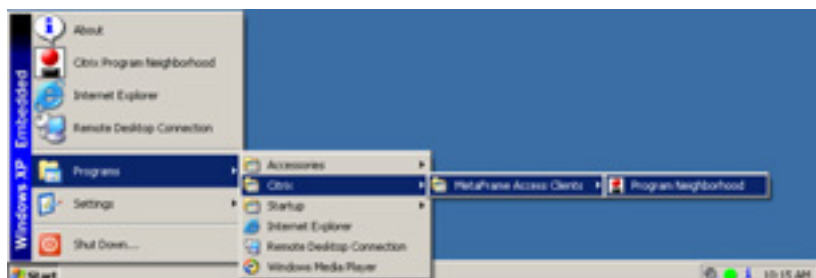 Windows XP Embedded
About
Citrix Program Neighborhood
Internet Explorer
Remote Desktop Connection
Programs
Settings
Shut Down...
Accessories
Citrix
Startup
Internet Explorer
Remote Desktop Connection
Windows Media Player
MetaFrame Access Clients
Program Neighborhood
Start
10:15 AM